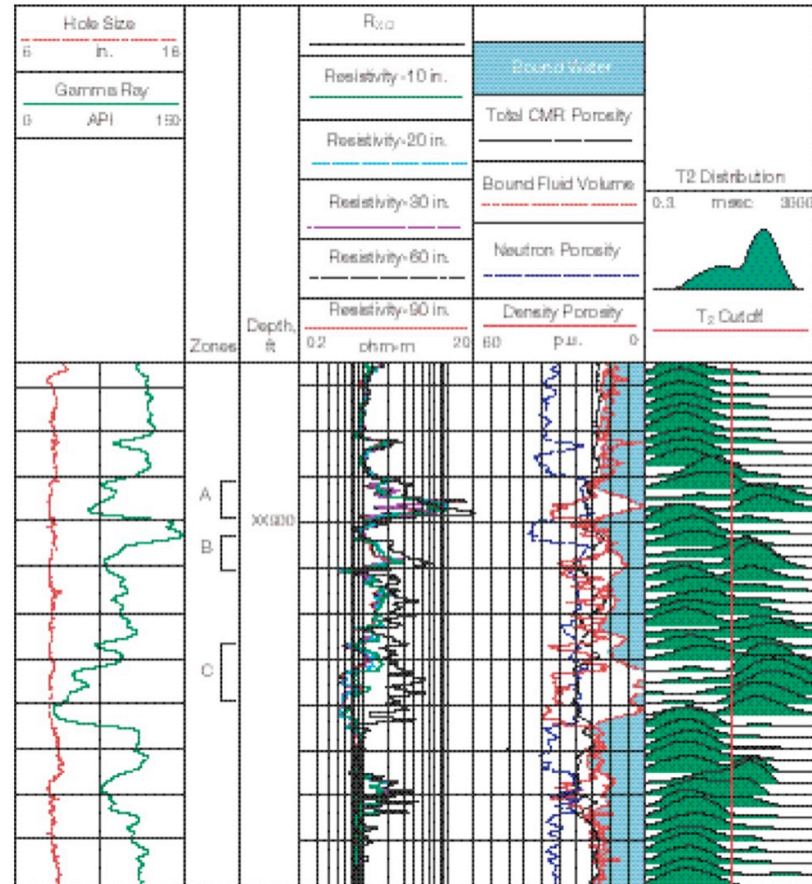 Hole Size
6 in. 16
Gamma Ray
0 API 150
Zones
Depth, ft
RXO
Resistivity-10 in.
Resistivity-20 in.
Resistivity-30 in.
Resistivity-60 in.
Resistivity-90 in.
0.2 ohm-m 20
Bound Water
Total CMR Porosity
Bound Fluid Volume
Neutron Porosity
Density Porosity
60 p.u. 0
T2 Distribution
0.3 msec 3000
T2 Cutoff
A
XX900
B
C